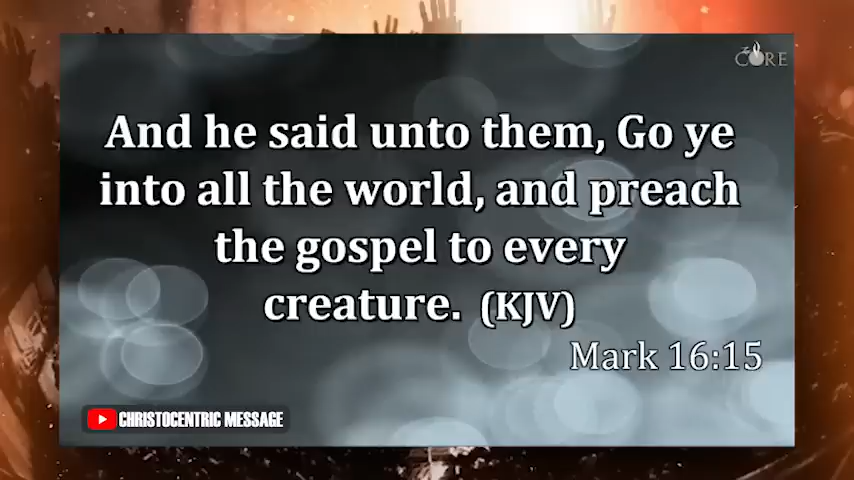 CORE
And he said unto them, Go ye
into all the world, and preach
the gospel to every
creature. (KJV)
Mark 16:15
CHRISTOCENTRIC MESSAGE